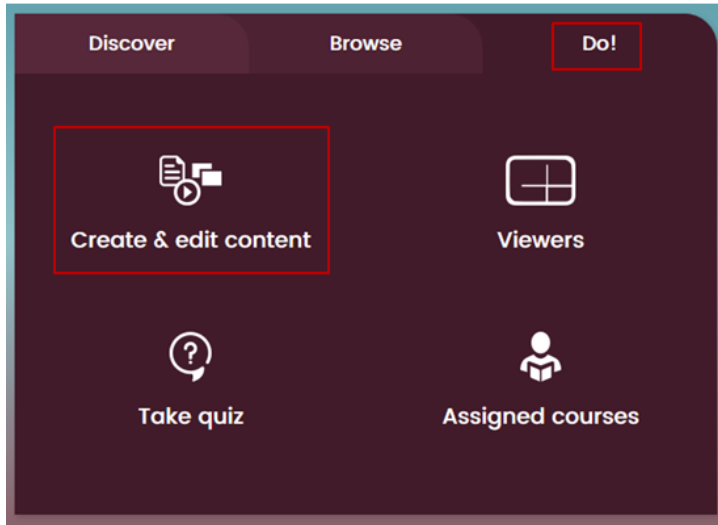 Discover
Browse
Do!
Create & edit content
Viewers
?
Take quiz
Assigned courses